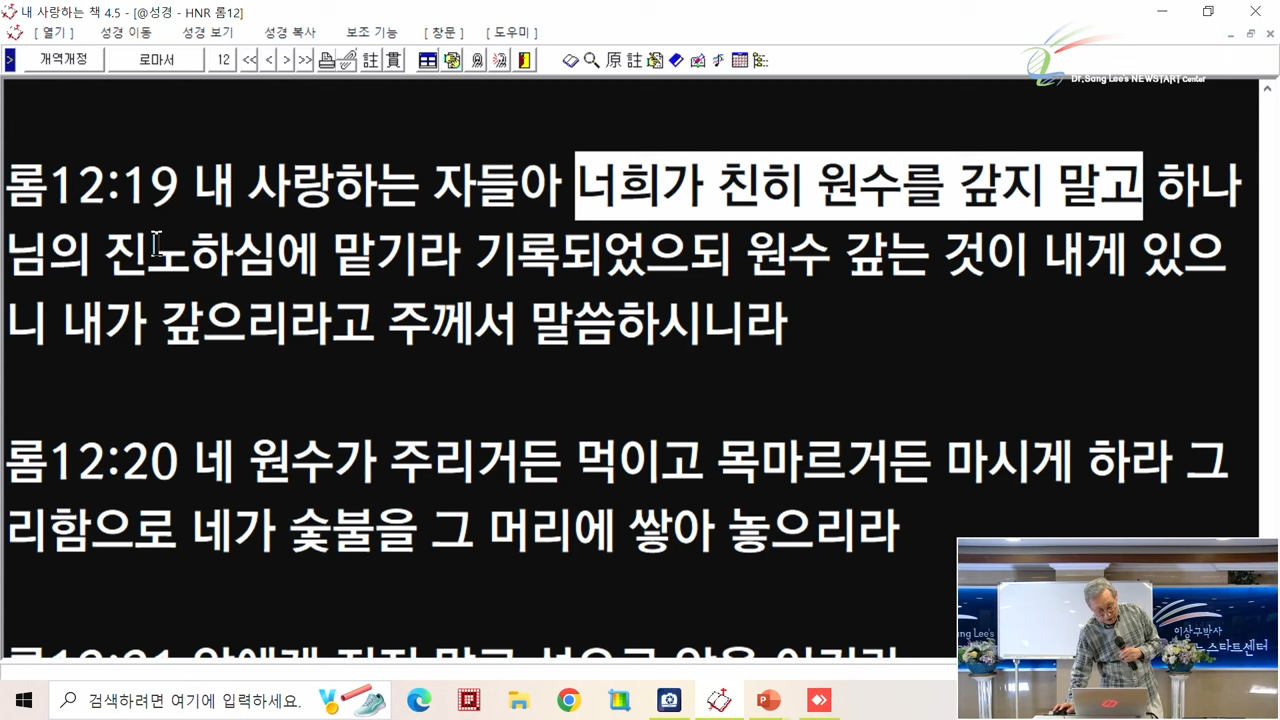 내 사랑하는 책 4.5 - [@성경 - HNR 롬12]
[ 열기 ] 성경 이동 성경 보기 성경 복사 보조 기능 [ 창문 ] [ 도우미 ]
개역개정 로마서 12 << < > >> 註 貫 原 註
Dr.Sang Lee's NEWSTART Center
롬12:19 내 사랑하는 자들아 너희가 친히 원수를 갚지 말고 하나
님의 진노하심에 맡기라 기록되었으되 원수 갚는 것이 내게 있으
니 내가 갚으리라고 주께서 말씀하시니라
롬12:20 네 원수가 주리거든 먹이고 목마르거든 마시게 하라 그
리함으로 네가 숯불을 그 머리에 쌓아 놓으리라
이상구박사
스타트센터
검색하려면 여기에 입력하세요.